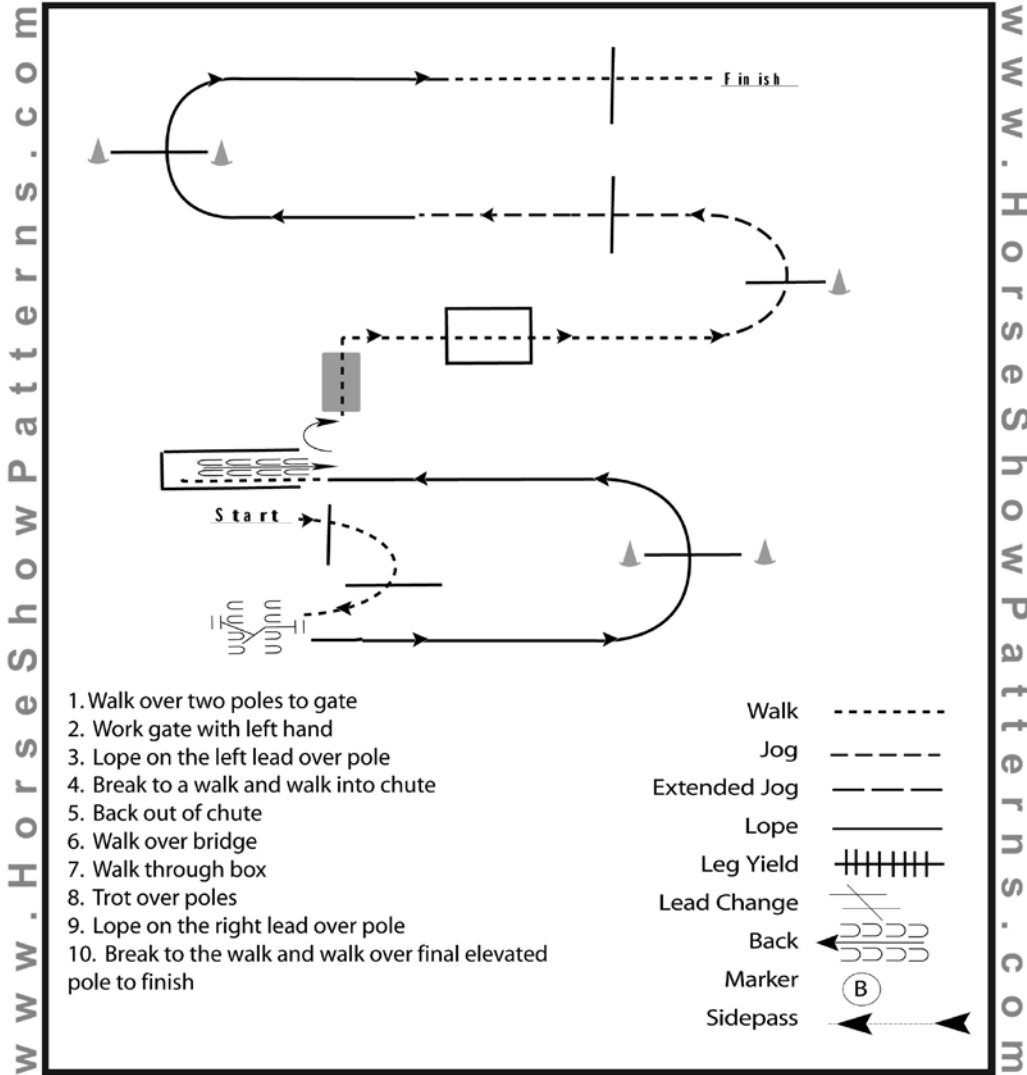 www.HorseShowPatterns.com
Finish
Start
1. Walk over two poles to gate
2. Work gate with left hand
3. Lope on the left lead over pole
4. Break to a walk and walk into chute
5. Back out of chute
6. Walk over bridge
7. Walk through box
8. Trot over poles
9. Lope on the right lead over pole
10. Break to the walk and walk over final elevated
pole to finish
Walk
Jog
Extended Jog
Lope
Leg Yield
Lead Change
Back
Marker
B
Sidepass
www.HorseShowPatterns.com